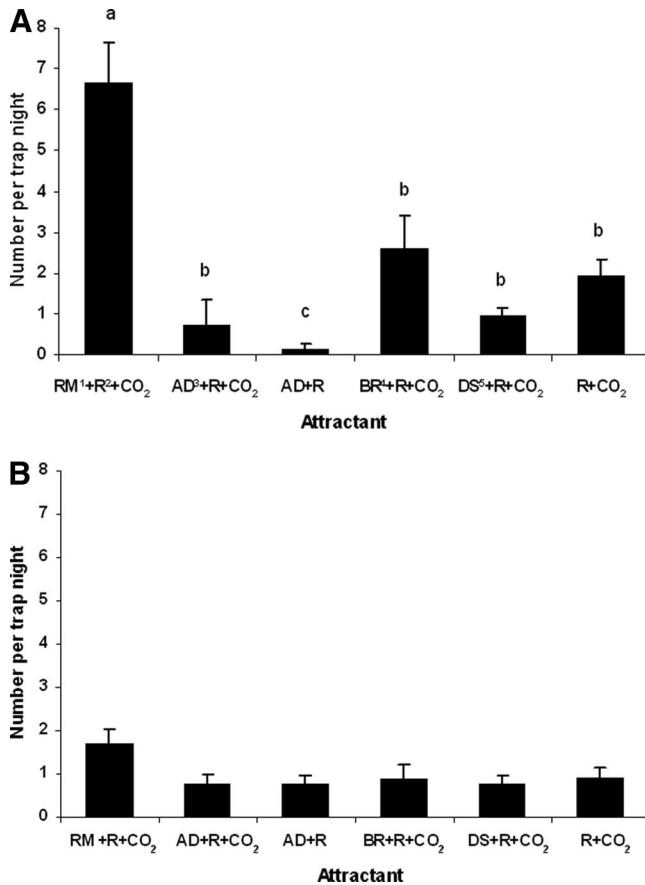 A
a
8
7
6
5
4
3
2
1
0
Number per trap night
b
c
b
b
b
RM¹+R²+CO₂ AD³+R+CO₂ AD+R BR⁴+R+CO₂ DS⁵+R+CO₂ R+CO₂
Attractant
B
8
7
6
5
4
3
2
1
0
Number per trap night
RM +R+CO₂ AD+R+CO₂ AD+R BR+R+CO₂ DS+R+CO₂ R+CO₂
Attractant